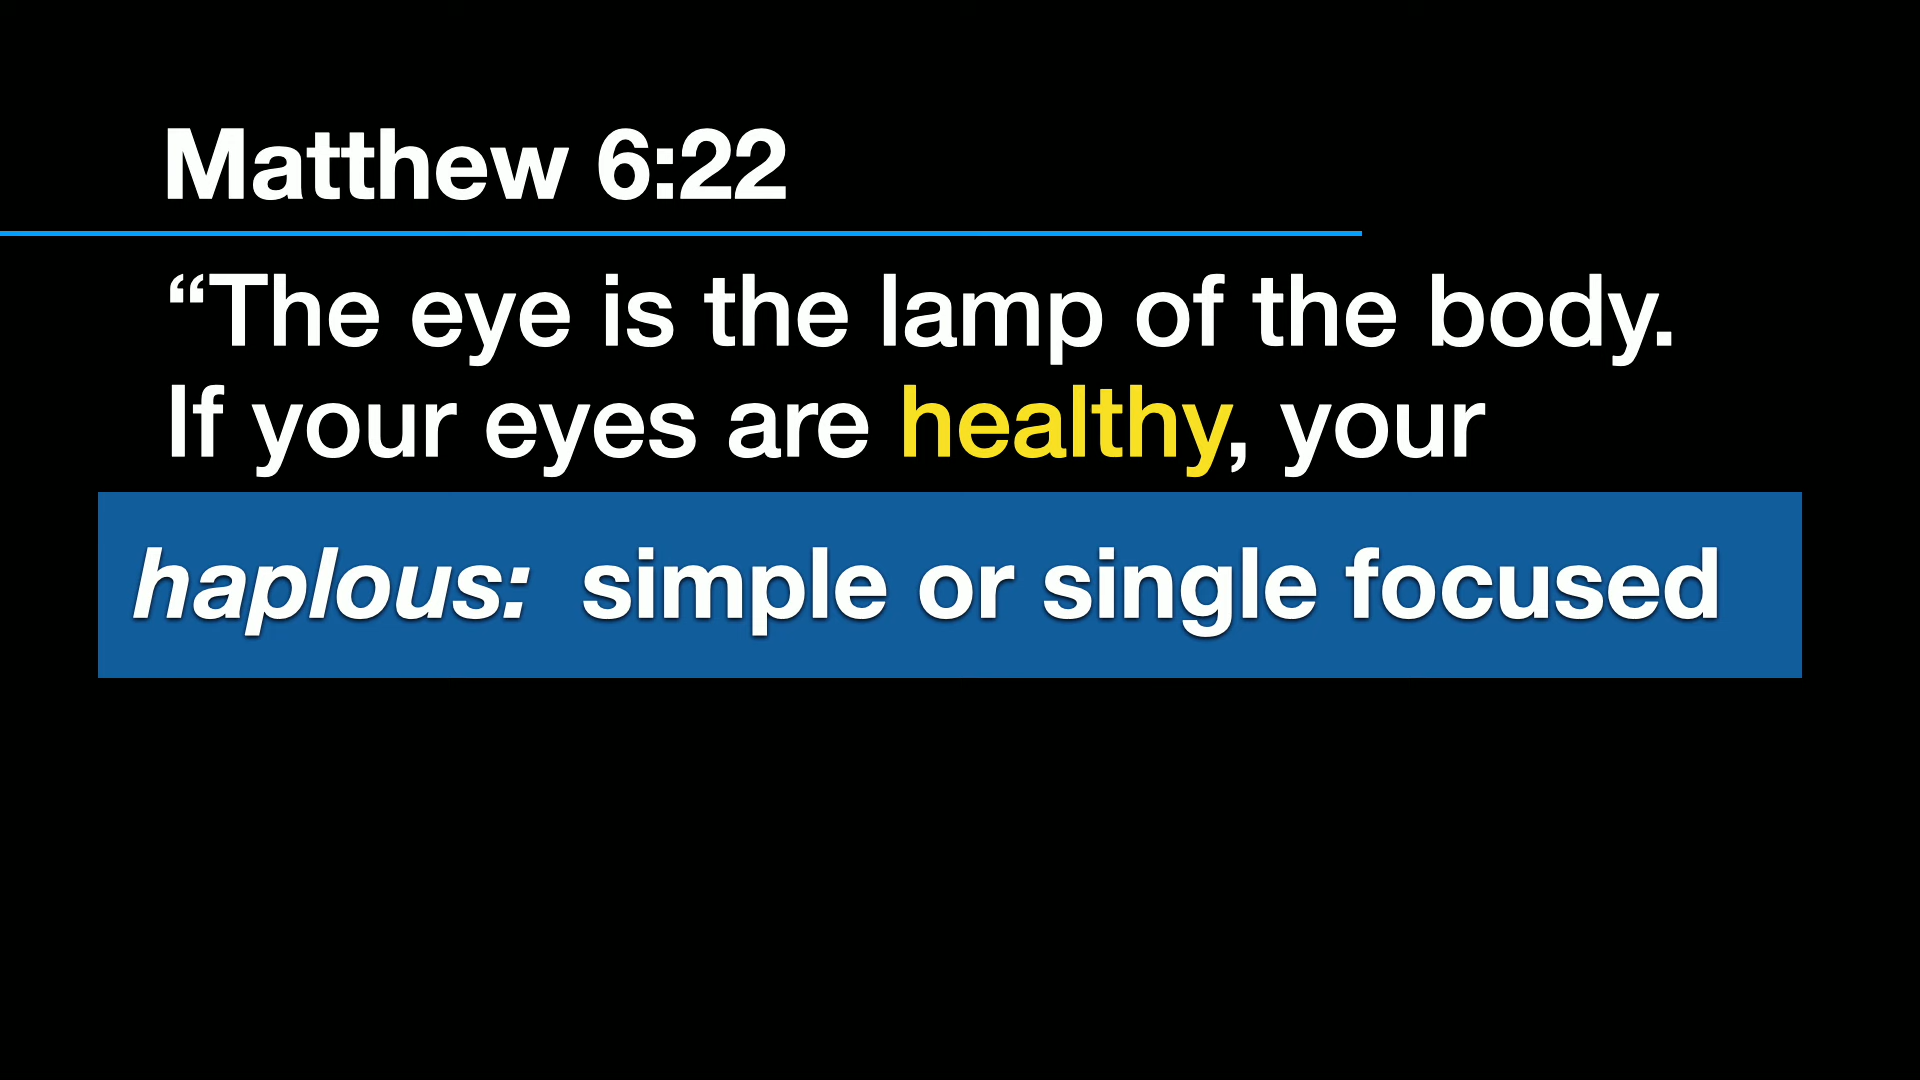 Matthew 6:22
“The eye is the lamp of the body.
If your eyes are healthy, your
haplous: simple or single focused